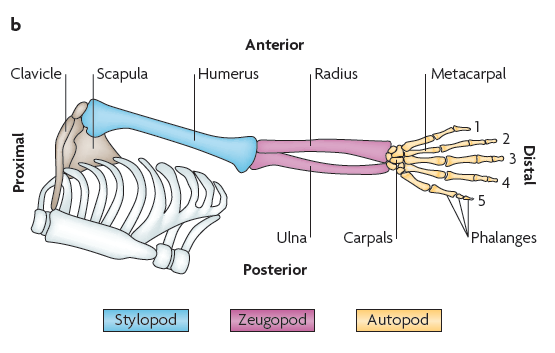 b
Anterior
Clavicle
Scapula
Humerus
Radius
Metacarpal
Proximal
1
2
3
4
5
Distal
Ulna
Carpals
Phalanges
Posterior
Stylopod
Zeugopod
Autopod